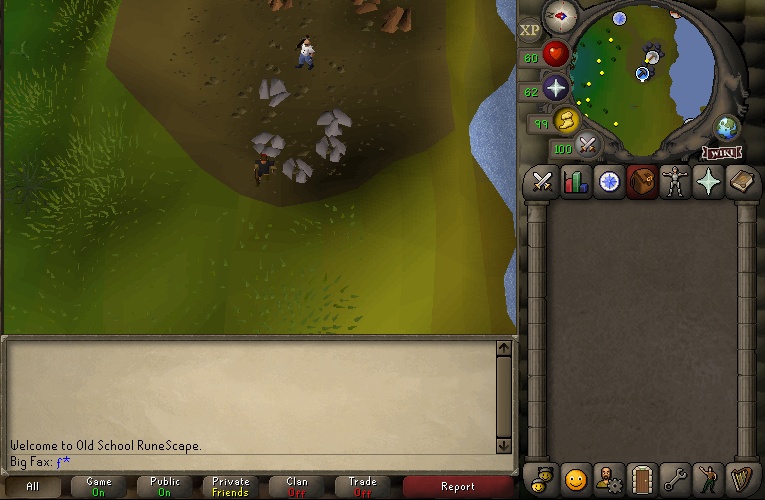 XP
60
62
99
100
WIKI
Welcome to Old School RuneScape.
Big Fax: f*
All
Game
On
Public
On
Private
Friends
Clan
Off
Trade
Off
Report